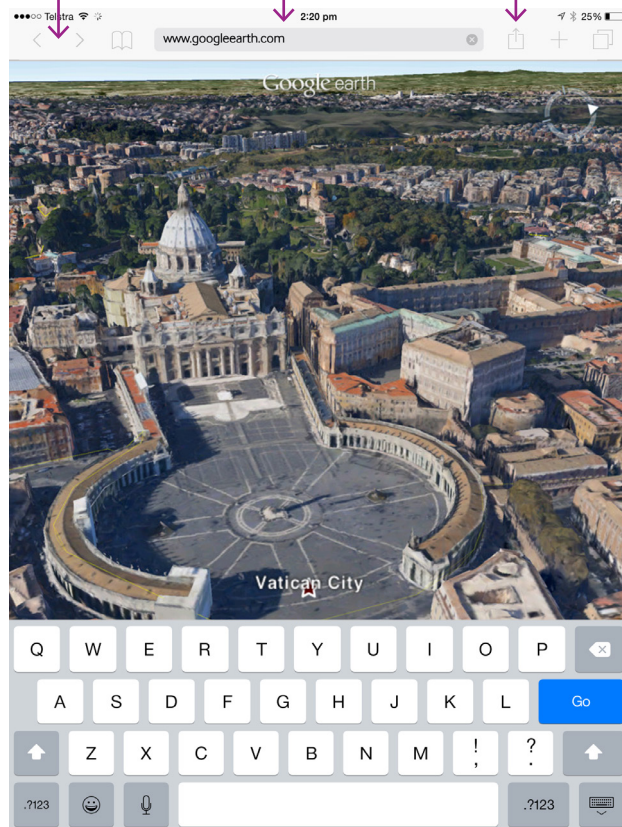 Telstra 2:20 pm 25%
www.googleearth.com
Google earth
Vatican City
Q W E R T Y U I O P
A S D F G H J K L Go
Z X C V B N M ! , ? .
.?123 .?123